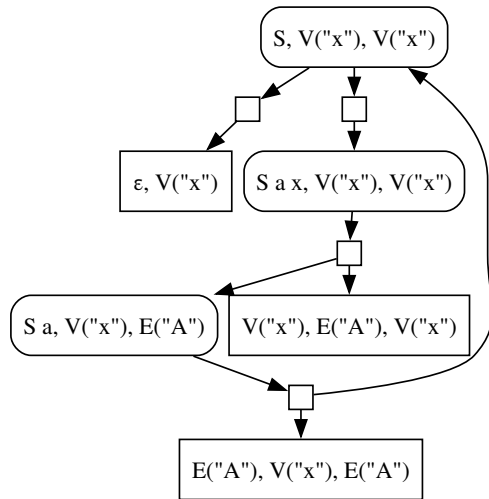 S, V("x"), V("x")
ε, V("x")
S a x, V("x"), V("x")
S a, V("x"), E("A")
V("x"), E("A"), V("x")
E("A"), V("x"), E("A")